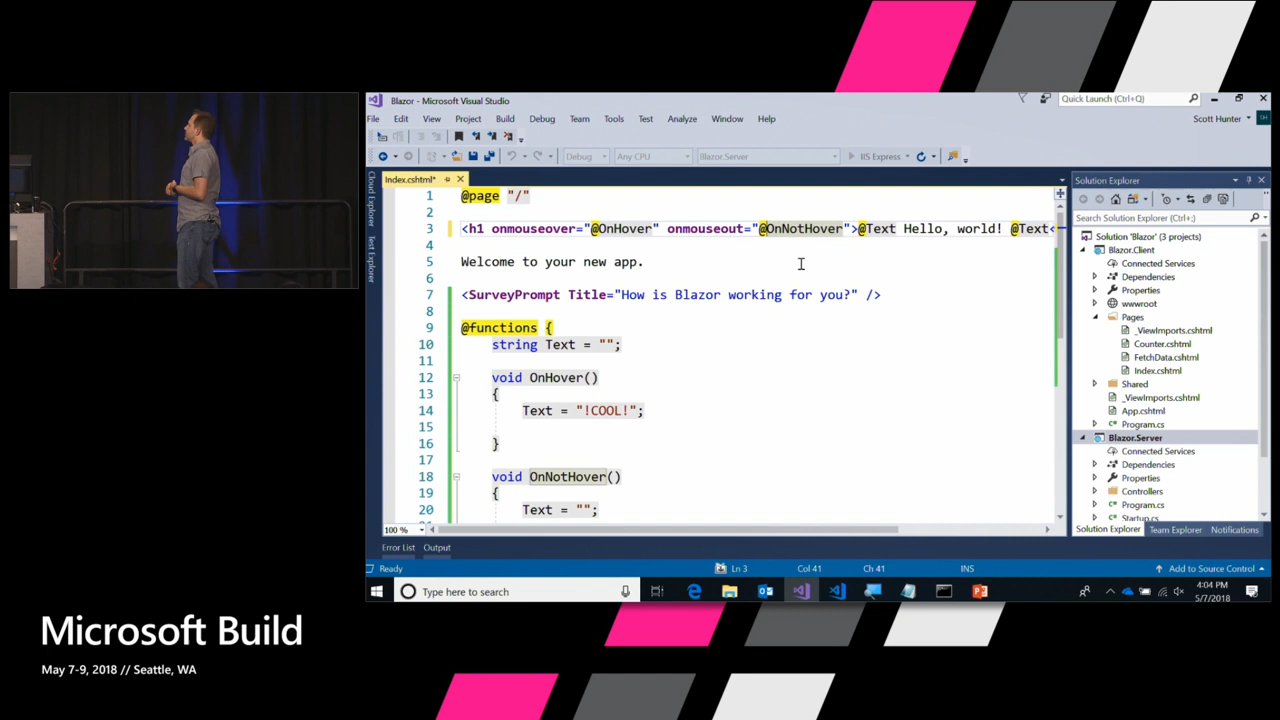 Blazor - Microsoft Visual Studio
Quick Launch (Ctrl+Q)
File Edit View Project Build Debug Team Tools Test Analyze Window Help
Scott Hunter SH
Debug Any CPU Blazor.Server IIS Express
Cloud Explorer
Test Explorer
Index.cshtml*
1 @page "/"
2
3 <h1 onmouseover="@OnHover" onmouseout="@OnNotHover">@Text Hello, world! @Text<
4
5 Welcome to your new app.
6
7 <SurveyPrompt Title="How is Blazor working for you?" />
8
9 @functions {
10 string Text = "";
11
12 void OnHover()
13 {
14 Text = "!COOL!";
15
16 }
17
18 void OnNotHover()
19 {
20 Text = "";
100 %
Solution Explorer
Search Solution Explorer (Ctrl+;)
Solution 'Blazor' (3 projects)
Blazor.Client
Connected Services
Dependencies
Properties
wwwroot
Pages
_ViewImports.cshtml
Counter.cshtml
FetchData.cshtml
Index.cshtml
Shared
_ViewImports.cshtml
App.cshtml
C# Program.cs
Blazor.Server
Connected Services
Dependencies
Properties
Controllers
C# Program.cs
C# Startup.cs
Solution Explorer Team Explorer Notifications
Error List Output
Ready Ln 3 Col 41 Ch 41 INS Add to Source Control
Type here to search
4:04 PM
5/7/2018
Microsoft Build
May 7-9, 2018 // Seattle, WA